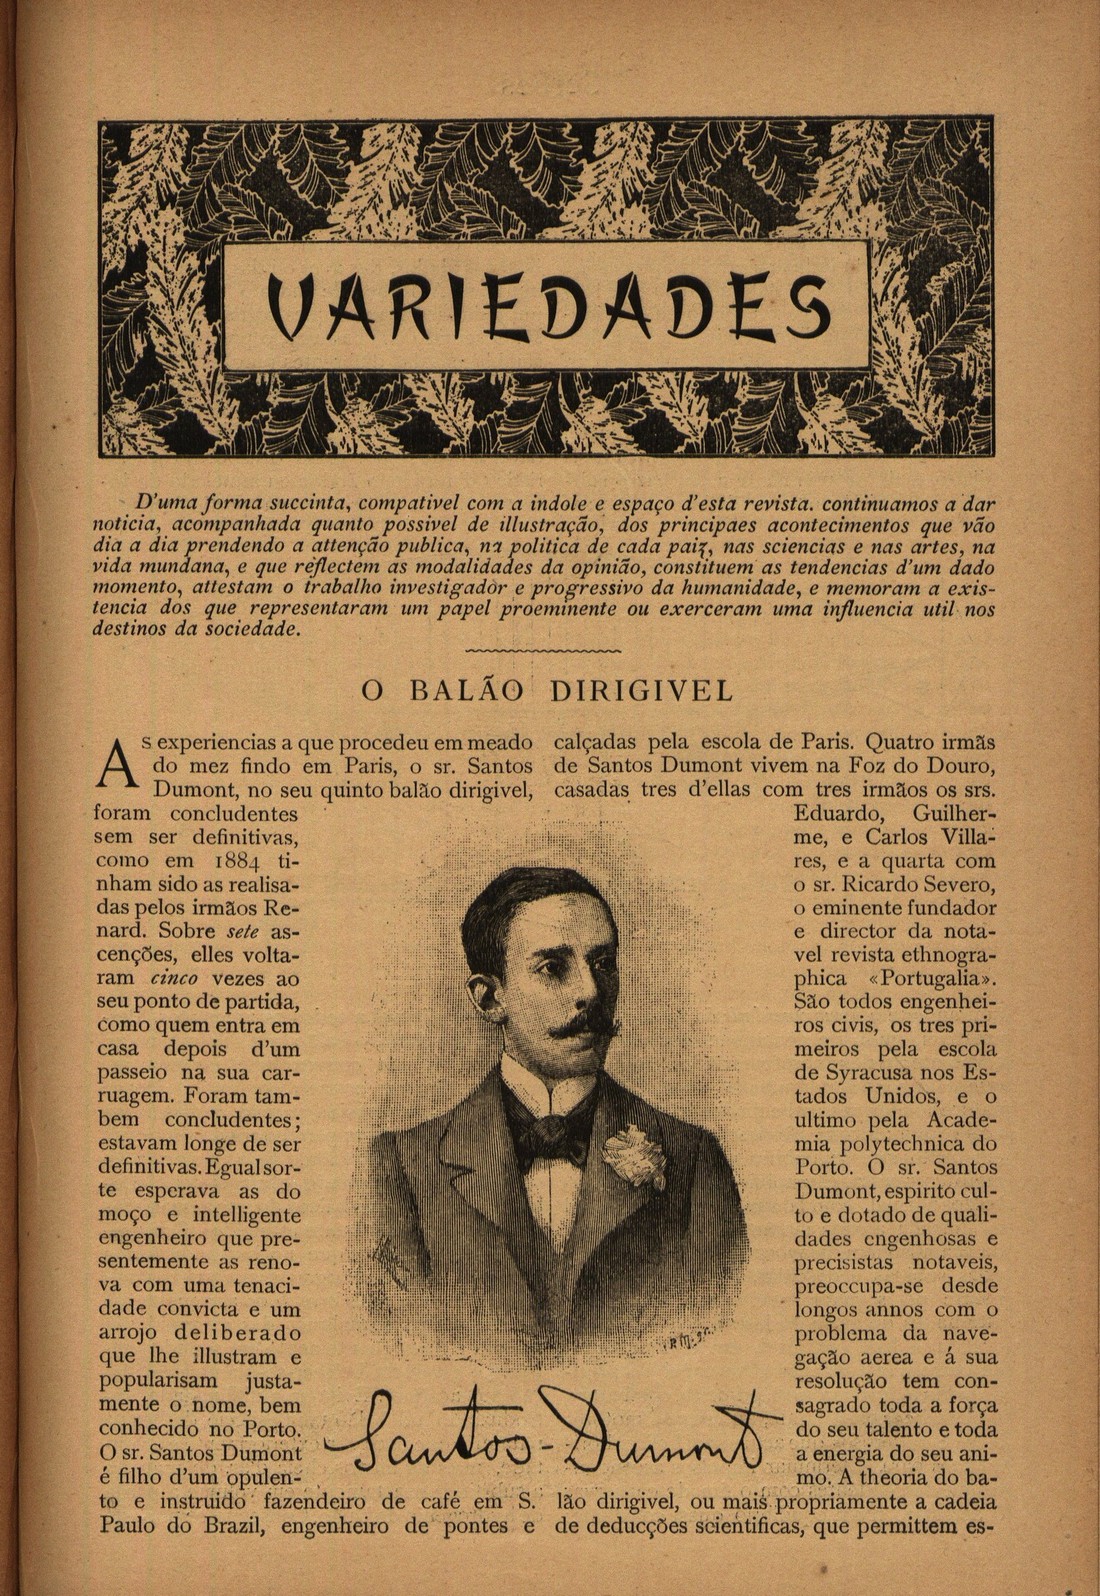 VARIEDADES
D'uma forma succinta, compativel com a indole e espaço d'esta revista. continuamos a dar
noticia, acompanhada quanto possivel de illustração, dos principaes acontecimentos que vão
dia a dia prendendo a attenção publica, na politica de cada paiz, nas sciencias e nas artes, na
vida mundana, e que reflectem as modalidades da opinião, constituem as tendencias d'um dado
momento, attestam o trabalho investigador e progressivo da humanidade, e memoram a exis-
tencia dos que representaram um papel proeminente ou exerceram uma influencia util nos
destinos da sociedade.
O BALÃO DIRIGIVEL
As experiencias a que procedeu em meado
do mez findo em Paris, o sr. Santos
Dumont, no seu quinto balão dirigivel,
foram concludentes
sem ser definitivas,
como em 1884 ti-
nham sido as realisa-
das pelos irmãos Re-
nard. Sobre sete as-
cenções, elles volta-
ram cinco vezes ao
seu ponto de partida,
como quem entra em
casa depois d'um
passeio na sua car-
ruagem. Foram tam-
bem concludentes;
estavam longe de ser
definitivas. Egual sor-
te esperava as do
moço e intelligente
engenheiro que pre-
sentemente as reno-
va com uma tenaci-
dade convicta e um
arrojo deliberado
que lhe illustram e
popularisam justa-
mente o nome, bem
conhecido no Porto.
O sr. Santos Dumont
é filho d'um opulen-
to e instruido fazendeiro de café em S.
Paulo do Brazil, engenheiro de pontes e
calçadas pela escola de Paris. Quatro irmãs
de Santos Dumont vivem na Foz do Douro,
casadas tres d'ellas com tres irmãos os srs.
Eduardo, Guilher-
me, e Carlos Villa-
res, e a quarta com
o sr. Ricardo Severo,
o eminente fundador
e director da nota-
vel revista ethnogra-
phica «Portugalia».
São todos engenhei-
ros civis, os tres pri-
meiros pela escola
de Syracusa nos Es-
tados Unidos, e o
ultimo pela Acade-
mia polytechnica do
Porto. O sr. Santos
Dumont, espirito cul-
to e dotado de quali-
dades engenhosas e
precisistas notaveis,
preoccupa-se desde
longos annos com o
problema da nave-
gação aerea e á sua
resolução tem con-
sagrado toda a força
do seu talento e toda
a energia do seu ani-
mo. A theoria do ba-
lão dirigivel, ou mais propriamente a cadeia
de deducções scientificas, que permittem es-
Santos-Dumont